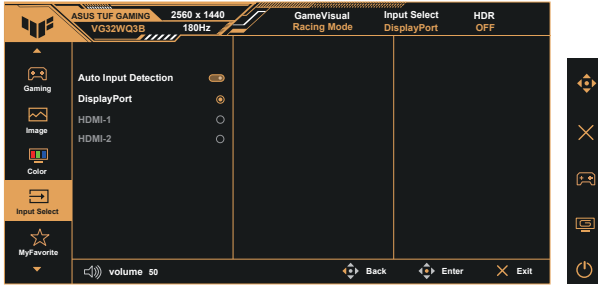 ASUS TUF GAMING 2560 x 1440
VG32WQ3B 180Hz
GameVisual
Racing Mode
Input Select
DisplayPort
HDR
OFF
Gaming
Image
Color
Input Select
MyFavorite
Auto Input Detection
DisplayPort
HDMI-1
HDMI-2
volume 50
Back
Enter
Exit